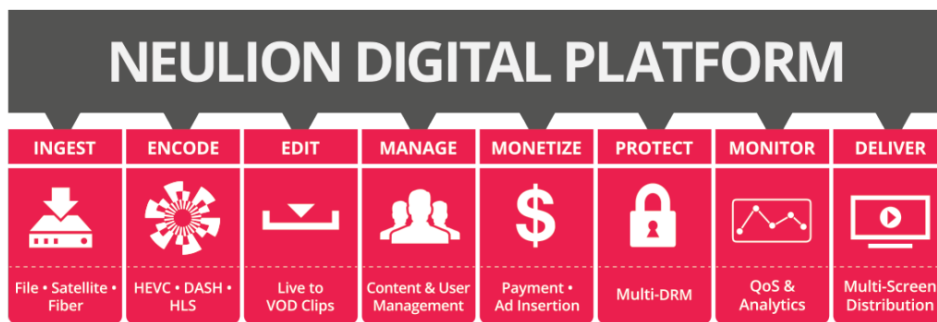 NEULION DIGITAL PLATFORM
INGEST
ENCODE
EDIT
MANAGE
MONETIZE
PROTECT
MONITOR
DELIVER
$
File • Satellite •
Fiber
HEVC • DASH •
HLS
Live to
VOD Clips
Content & User
Management
Payment •
Ad Insertion
Multi-DRM
QoS &
Analytics
Multi-Screen
Distribution